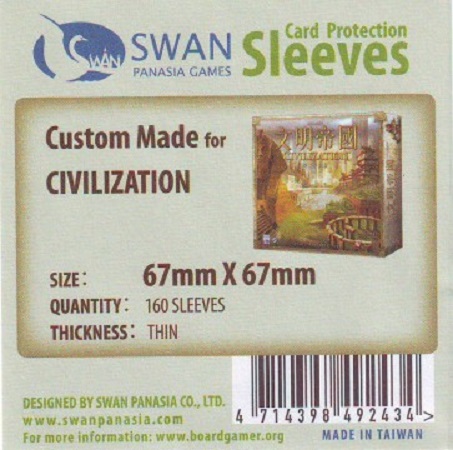 SWAN
PANASIA GAMES
Card Protection
Sleeves
Custom Made for
CIVILIZATION
文明帝國
CIVILIZATION
SIZE: 67mm X 67mm
QUANTITY: 160 SLEEVES
THICKNESS: THIN
DESIGNED BY SWAN PANASIA CO., LTD.
www.swanpanasia.com
For more information: www.boardgamer.org
4 714398 492434 >
MADE IN TAIWAN